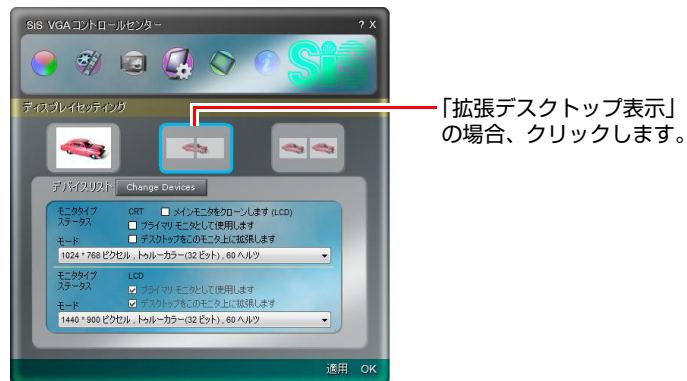 SiS VGAコントロールセンター ? X
SiS
ディスプレイセッティング
「拡張デスクトップ表示」
の場合、クリックします。
デバイスリスト Change Devices
モニタタイプ CRT メインモニタをクローンします (LCD)
ステータス プライマリ モニタとして使用します
デスクトップをこのモニタ上に拡張します
モード
1024 * 768 ピクセル , トゥルーカラー(32 ビット) , 60 ヘルツ
モニタタイプ LCD
ステータス プライマリ モニタとして使用します
デスクトップをこのモニタ上に拡張します
モード
1440 * 900 ピクセル , トゥルーカラー(32 ビット) , 60 ヘルツ
適用 OK